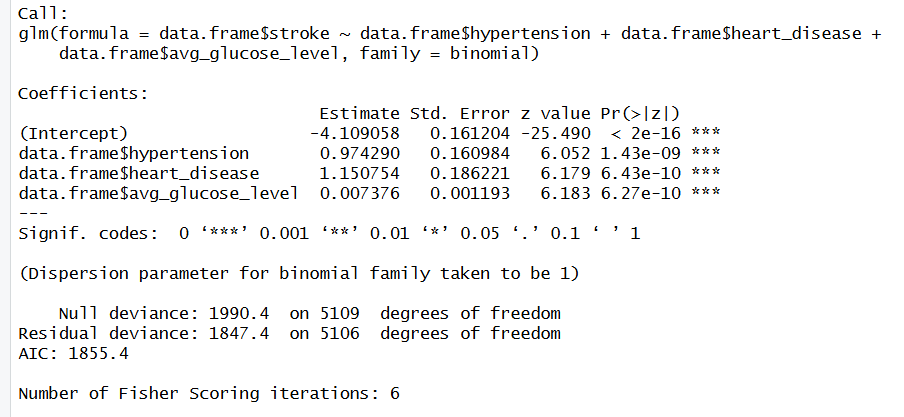 Call:
glm(formula = data.frame$stroke ~ data.frame$hypertension + data.frame$heart_disease +
    data.frame$avg_glucose_level, family = binomial)

Coefficients:
                              Estimate Std. Error z value Pr(>|z|)
(Intercept)                  -4.109058   0.161204 -25.490  < 2e-16 ***
data.frame$hypertension       0.974290   0.160984   6.052 1.43e-09 ***
data.frame$heart_disease      1.150754   0.186221   6.179 6.43e-10 ***
data.frame$avg_glucose_level  0.007376   0.001193   6.183 6.27e-10 ***
---
Signif. codes:  0 ‘***’ 0.001 ‘**’ 0.01 ‘*’ 0.05 ‘.’ 0.1 ‘ ’ 1

(Dispersion parameter for binomial family taken to be 1)

    Null deviance: 1990.4  on 5109  degrees of freedom
Residual deviance: 1847.4  on 5106  degrees of freedom
AIC: 1855.4

Number of Fisher Scoring iterations: 6